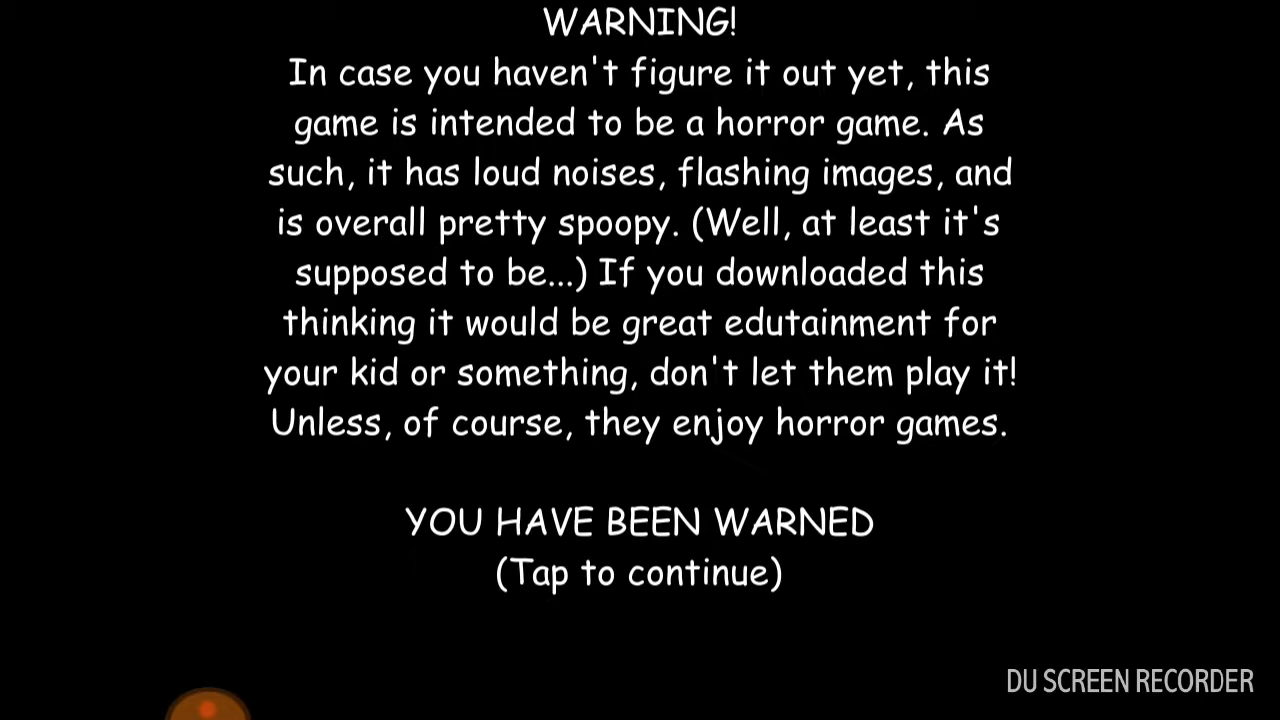 WARNING!
In case you haven't figure it out yet, this
game is intended to be a horror game. As
such, it has loud noises, flashing images, and
is overall pretty spoopy. (Well, at least it's
supposed to be...) If you downloaded this
thinking it would be great edutainment for
your kid or something, don't let them play it!
Unless, of course, they enjoy horror games.
YOU HAVE BEEN WARNED
(Tap to continue)
DU SCREEN RECORDER